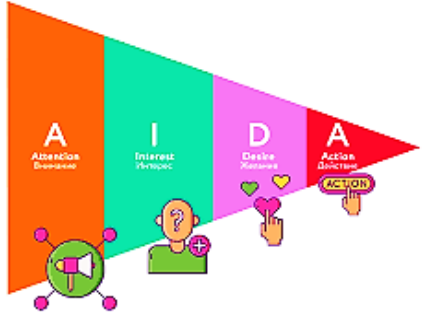 A
Attention
Внимание
I
Interest
Интерес
D
Desire
Желание
A
Action
Действие
ACTION
?